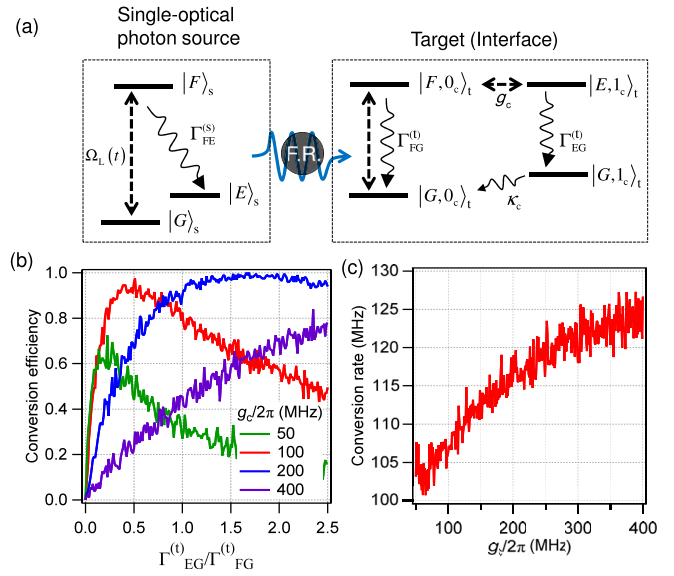 (a)
Single-optical
photon source
Target (Interface)
|F⟩s
Γ(s)FE
ΩL(t)
|E⟩s
|G⟩s
F.R.
|F,0c⟩t
gc
|E,1c⟩t
Γ(t)FG
Γ(t)EG
|G,1c⟩t
|G,0c⟩t
κc
(b)
Conversion efficiency
1.0
0.8
0.6
0.4
0.2
0.0
gc/2π (MHz)
50
100
200
400
0.0 0.5 1.0 1.5 2.0 2.5
Γ(t)EG/Γ(t)FG
(c)
Conversion rate (MHz)
130
125
120
115
110
105
100
100 200 300 400
gc/2π (MHz)